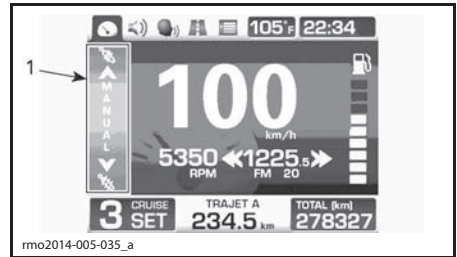 105°F 22:34
1
MANUAL
100
km/h
5350 1225.5
RPM FM 20
3 CRUISE SET
TRAJET A
234.5 km
TOTAL (km)
278327
rmo2014-005-035_a